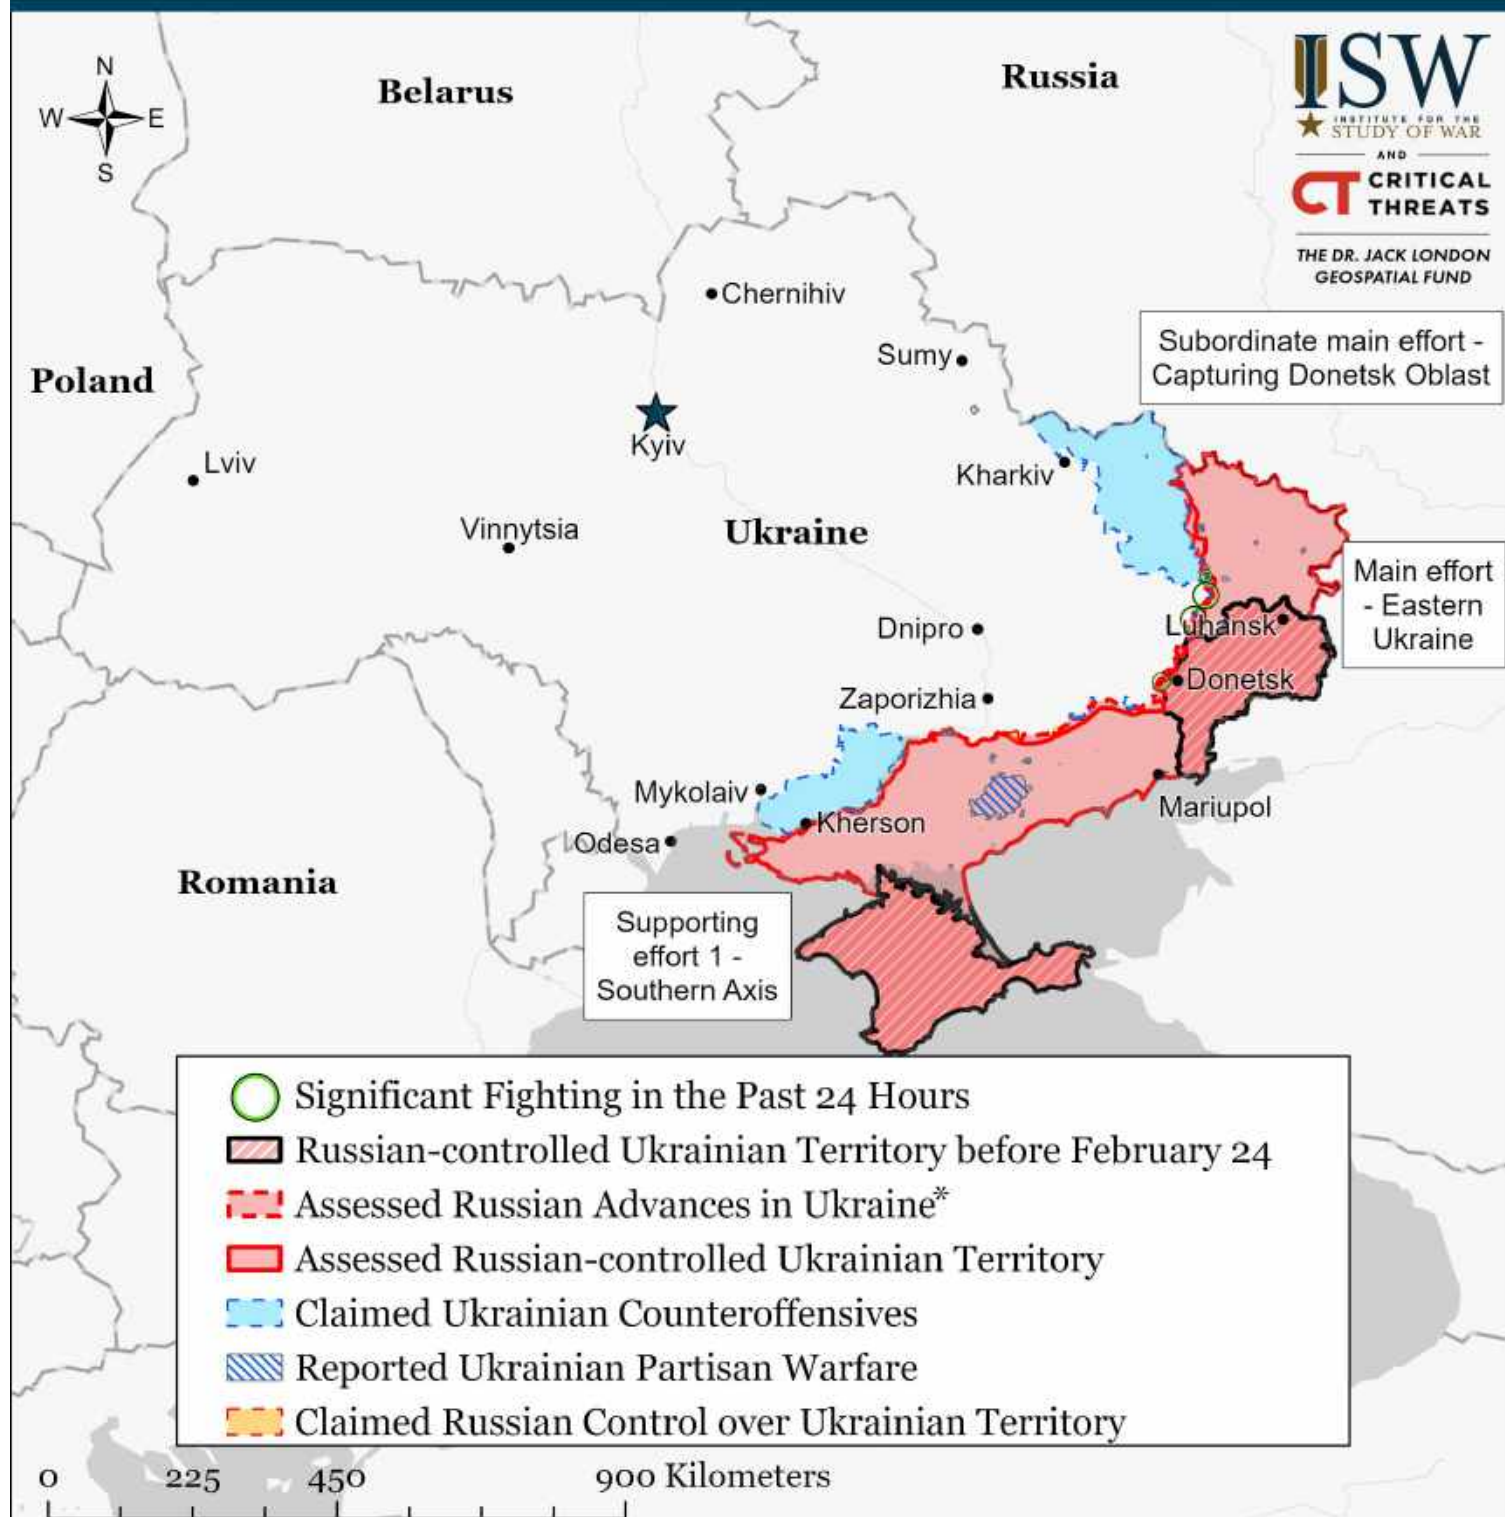 N
W E
S
Belarus
Russia
ISW
INSTITUTE FOR THE
STUDY OF WAR
AND
CT CRITICAL
THREATS
THE DR. JACK LONDON
GEOSPATIAL FUND
Chernihiv
Subordinate main effort -
Capturing Donetsk Oblast
Sumy
Poland
Kyiv
Lviv
Kharkiv
Vinnytsia
Ukraine
Main effort
- Eastern
Ukraine
Dnipro
Luhansk
Donetsk
Zaporizhia
Mykolaiv
Mariupol
Kherson
Odesa
Romania
Supporting
effort 1 -
Southern Axis
Significant Fighting in the Past 24 Hours
Russian-controlled Ukrainian Territory before February 24
Assessed Russian Advances in Ukraine*
Assessed Russian-controlled Ukrainian Territory
Claimed Ukrainian Counteroffensives
Reported Ukrainian Partisan Warfare
Claimed Russian Control over Ukrainian Territory
0 225 450 900 Kilometers